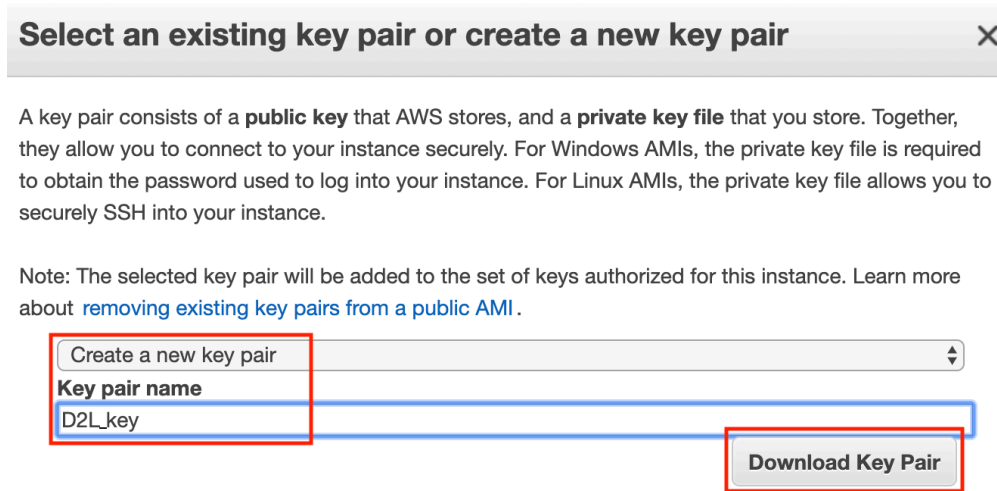 Select an existing key pair or create a new key pair
A key pair consists of a public key that AWS stores, and a private key file that you store. Together,
they allow you to connect to your instance securely. For Windows AMIs, the private key file is required
to obtain the password used to log into your instance. For Linux AMIs, the private key file allows you to
securely SSH into your instance.
Note: The selected key pair will be added to the set of keys authorized for this instance. Learn more
about removing existing key pairs from a public AMI.
Create a new key pair
Key pair name
D2L_key
Download Key Pair